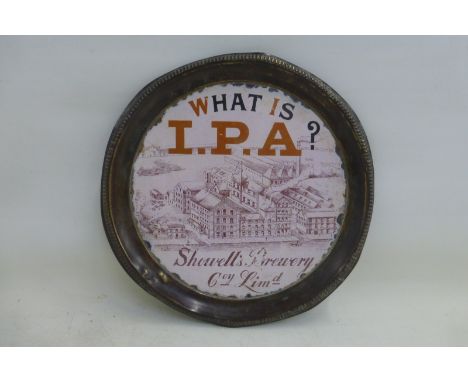 WHAT IS
I.P.A?
Showell's Brewery
Coy Limd